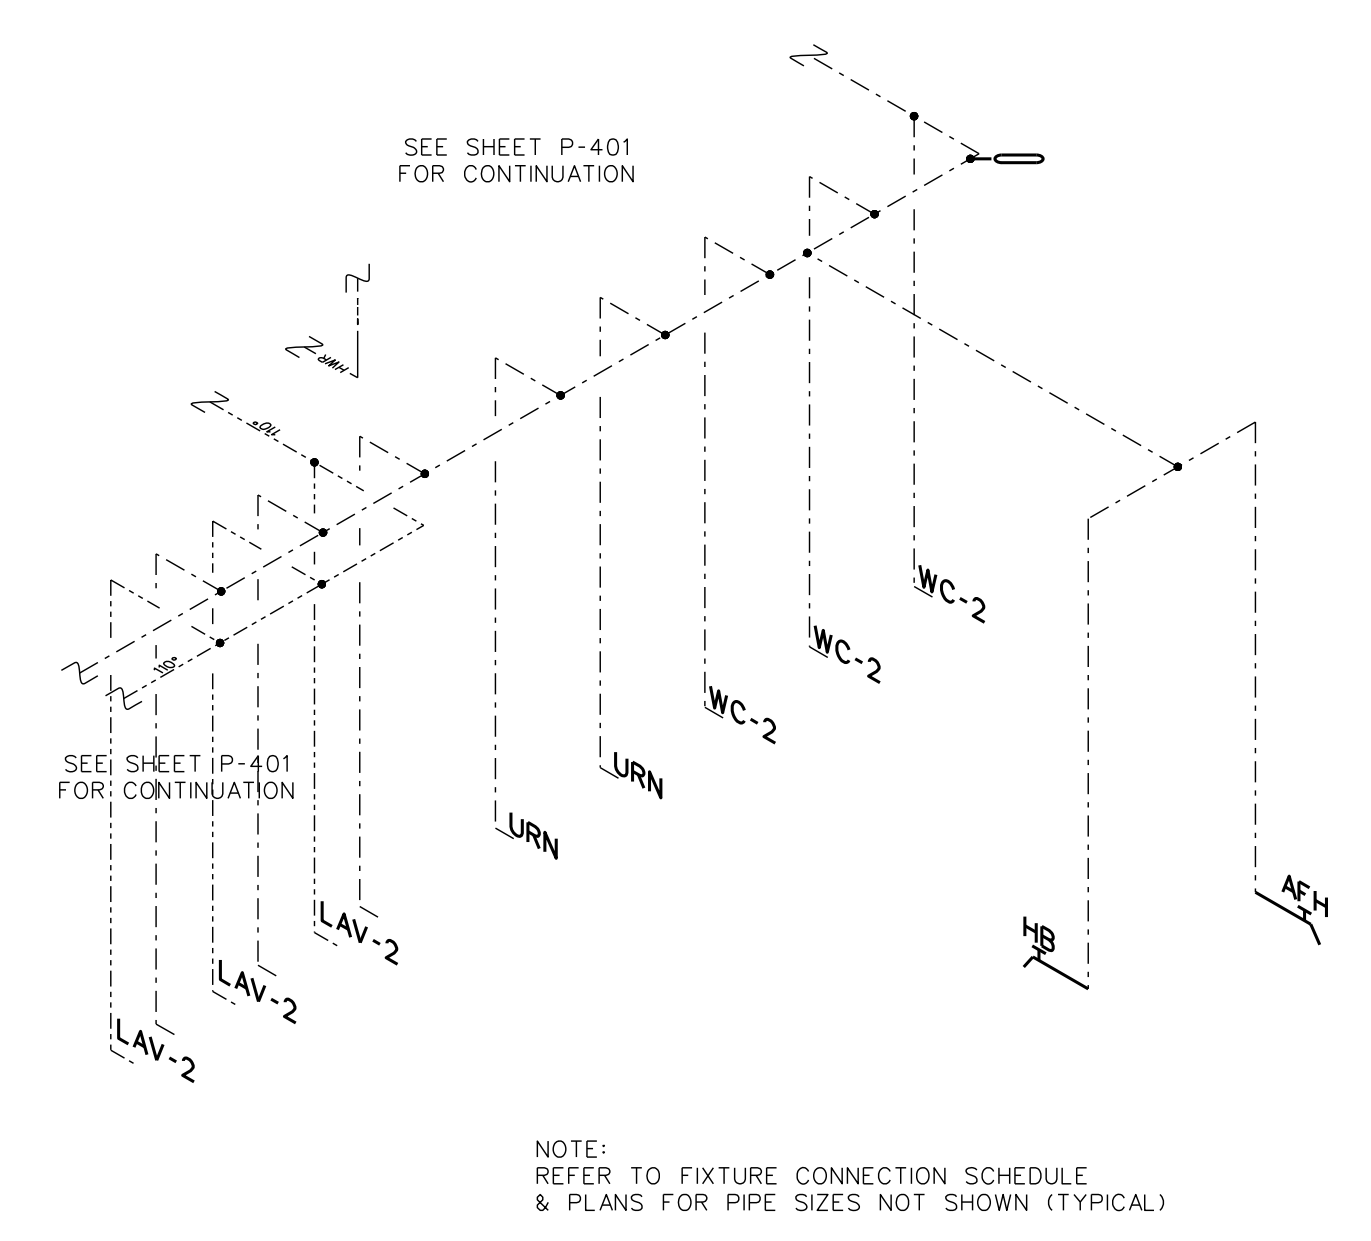 SEE SHEET P-401
FOR CONTINUATION
HWR
110°
110°
SEE SHEET P-401
FOR CONTINUATION
WC-2
WC-2
WC-2
URN
URN
LAV-2
LAV-2
LAV-2
AFH
HB
NOTE:
REFER TO FIXTURE CONNECTION SCHEDULE
& PLANS FOR PIPE SIZES NOT SHOWN (TYPICAL)